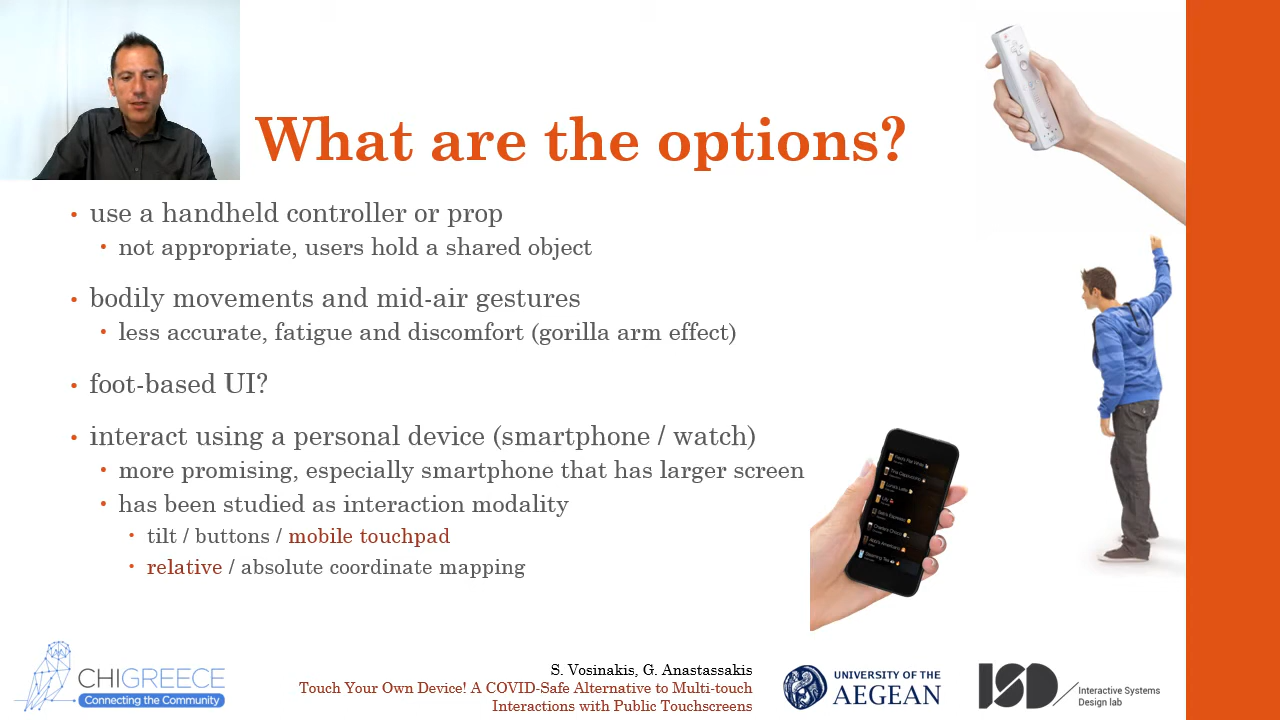 What are the options?
• use a handheld controller or prop
• not appropriate, users hold a shared object
• bodily movements and mid-air gestures
• less accurate, fatigue and discomfort (gorilla arm effect)
• foot-based UI?
• interact using a personal device (smartphone / watch)
• more promising, especially smartphone that has larger screen
• has been studied as interaction modality
• tilt / buttons / mobile touchpad
• relative / absolute coordinate mapping
CHIGREECE
Connecting the Community
S. Vosinakis, G. Anastassakis
Touch Your Own Device! A COVID-Safe Alternative to Multi-touch
Interactions with Public Touchscreens
UNIVERSITY OF THE
AEGEAN
ISD
Interactive Systems
Design lab